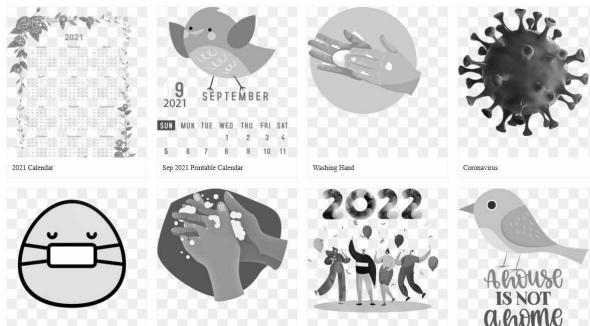 2021
9
2021
SEPTEMBER
SUN MON TUE WED THU FRI SAT
1 2 3 4
5 6 7 8 9 10 11
2021 Calendar
Sep 2021 Printable Calendar
Washing Hand
Coronavirus
2022
A HOUSE
IS NOT
a home